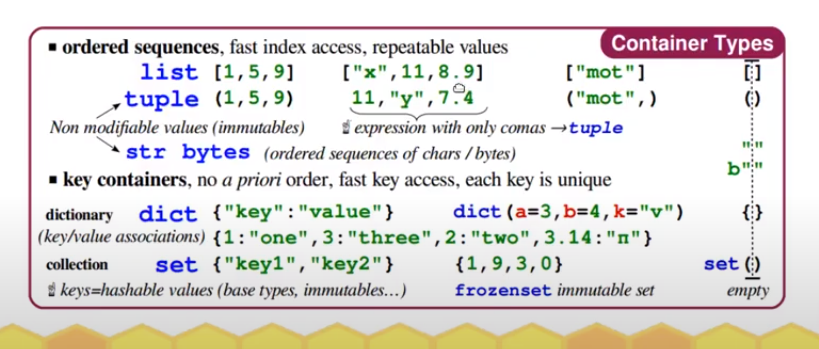 Container Types
▪ ordered sequences, fast index access, repeatable values
list [1,5,9] ["x",11,8.9] ["mot"] []
tuple (1,5,9) 11,"y",7.4 ("mot",) ()
Non modifiable values (immutables) ☝ expression with only comas →tuple
str bytes (ordered sequences of chars / bytes) ""
b""
▪ key containers, no a priori order, fast key access, each key is unique
dictionary dict {"key":"value"} dict(a=3,b=4,k="v") {}
(key/value associations) {1:"one",3:"three",2:"two",3.14:"π"}
collection set {"key1","key2"} {1,9,3,0} set()
☝ keys=hashable values (base types, immutables…) frozenset immutable set empty